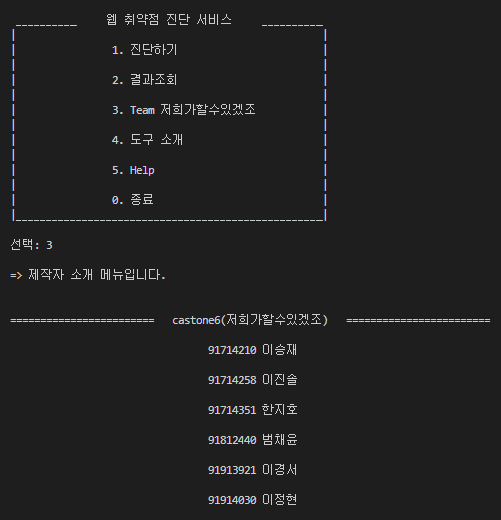 웹 취약점 진단 서비스
1. 진단하기
2. 결과조회
3. Team 저희가할수있겠조
4. 도구 소개
5. Help
0. 종료
선택: 3
=> 제작자 소개 메뉴입니다.
======================== castone6(저희가할수있겠조) ========================
91714210 이승재
91714258 이진솔
91714351 한지호
91812440 범채윤
91913921 이경서
91914030 이정현